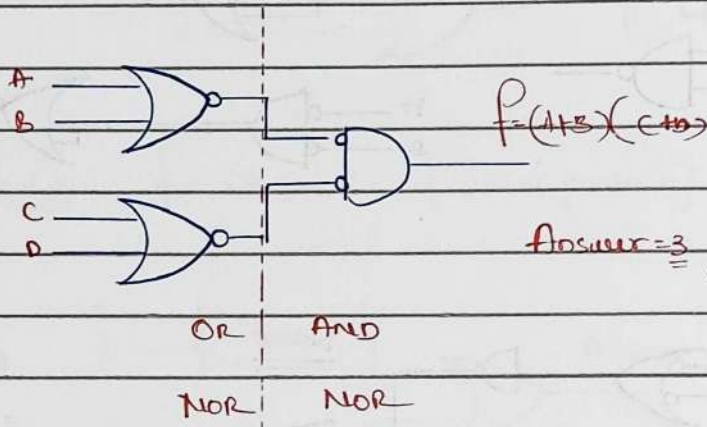 A
B
f=(A+B)(C+D)
C
D
Answer=3
OR AND
NOR NOR